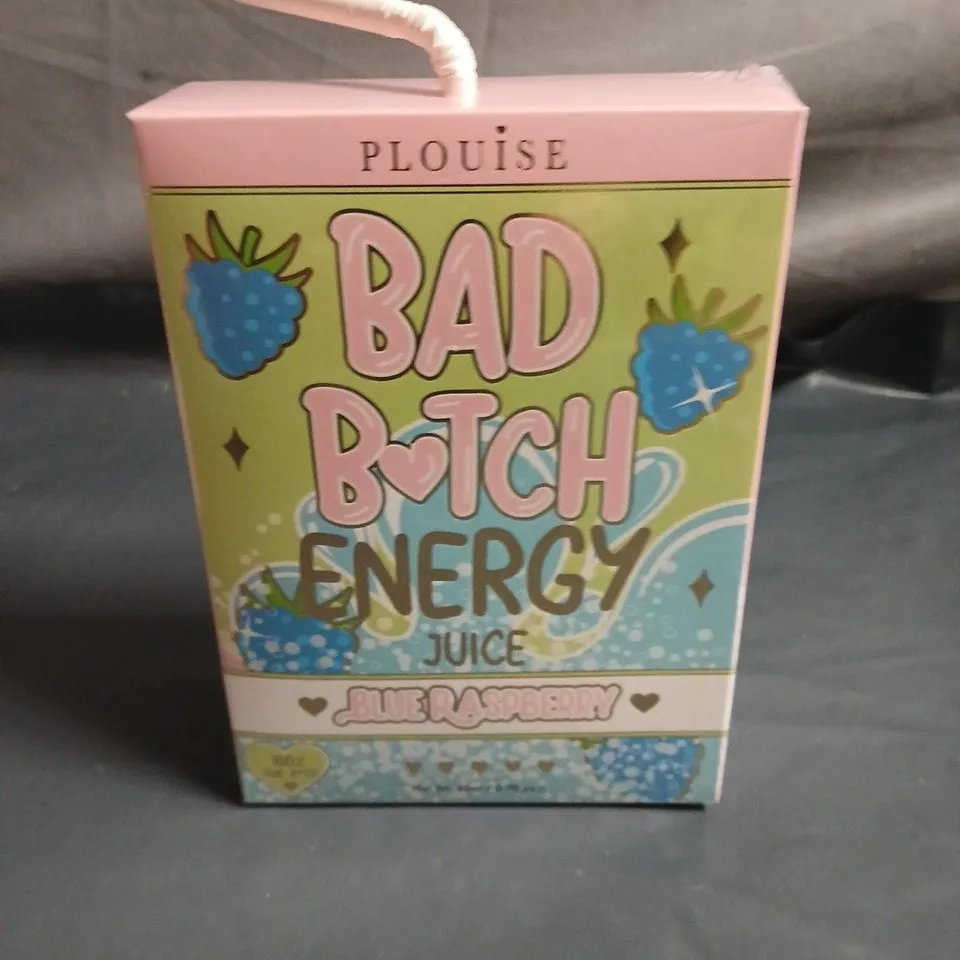 PLOUiSE
BAD
B♥TCH
ENERGY
JUICE
BLUE RASPBERRY